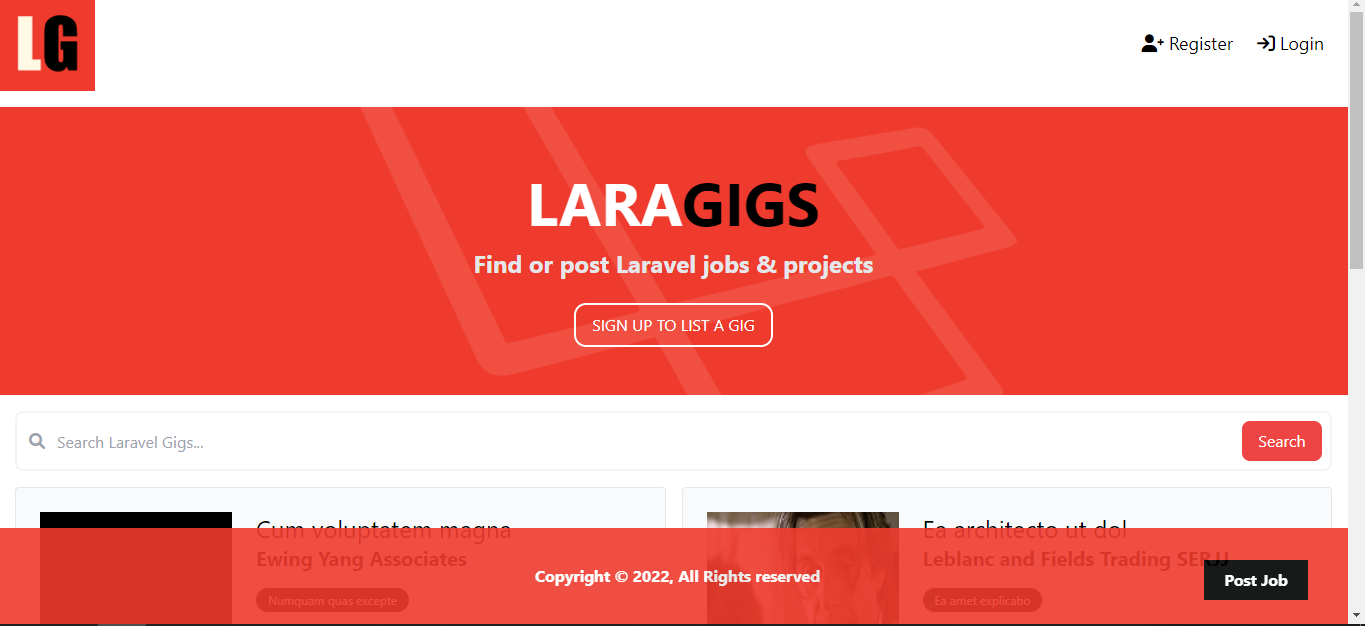 LG
Register
Login
LARAGIGS
Find or post Laravel jobs & projects
SIGN UP TO LIST A GIG
Search Laravel Gigs...
Search
Cum voluptatem magna
Ewing Yang Associates
Numquam quas excepte
Ea architecto ut dol
Leblanc and Fields Trading SERJJ
Ea amet explicabo
Copyright © 2022, All Rights reserved
Post Job